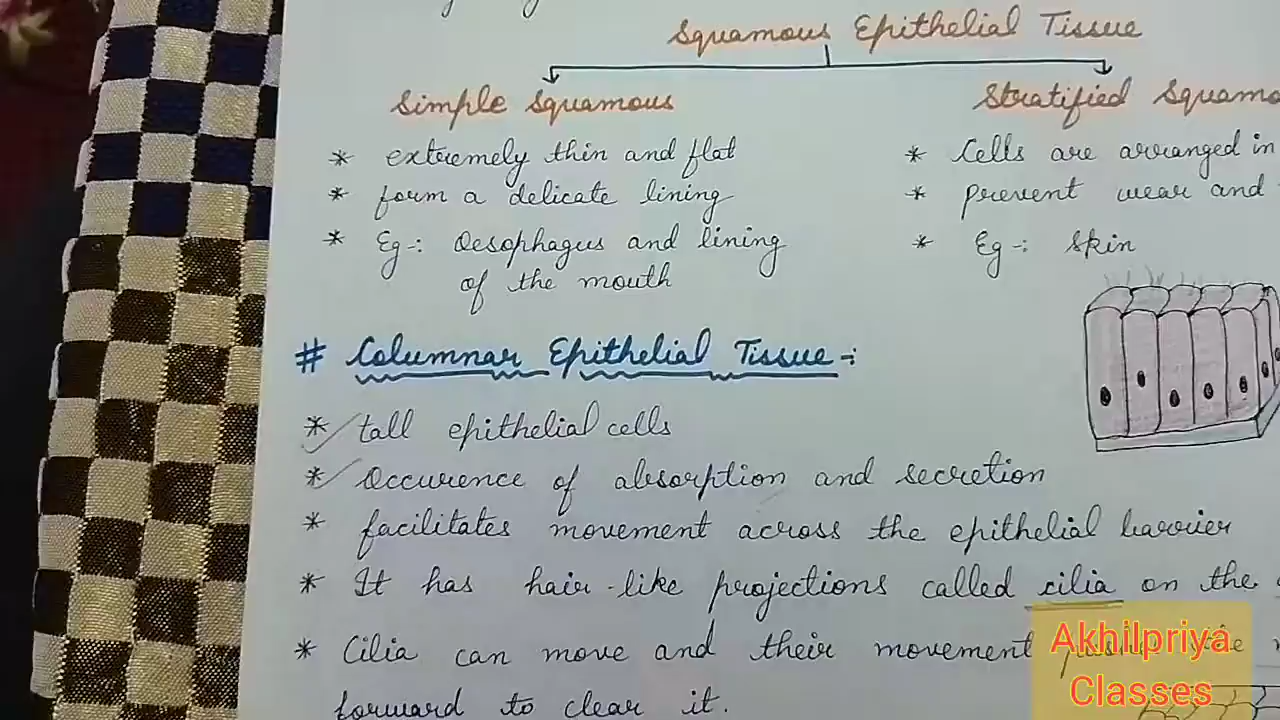 Squamous Epithelial Tissue
Simple Squamous
* extremely thin and flat
* form a delicate lining
* Eg-: Oesophagus and lining
of the mouth
Stratified
* Cells are arranged in
* prevent wear and
* Eg-: Skin
# Columnar Epithelial Tissue-:
* tall epithelial cells
* Occurence of absorption and secretion
* facilitates movement across the epithelial barrier
* It has hair-like projections called cilia on the
* Cilia can move and their movement
forward to clear it.
Akhilpriya
Classes